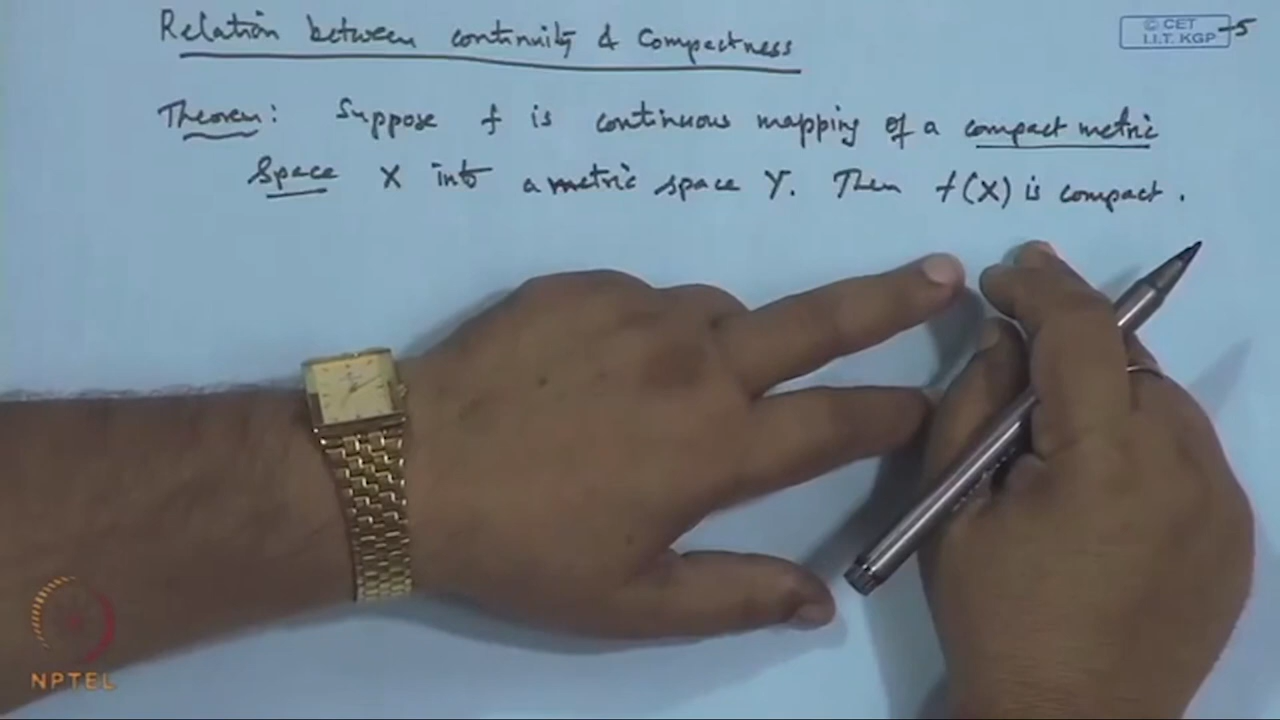 Relation between continuity & Compactness
© CET
I.I.T. KGP
5
Theorem: Suppose f is continuous mapping of a compact metric
Space X into a metric space Y. Then f(X) is compact.
NPTEL